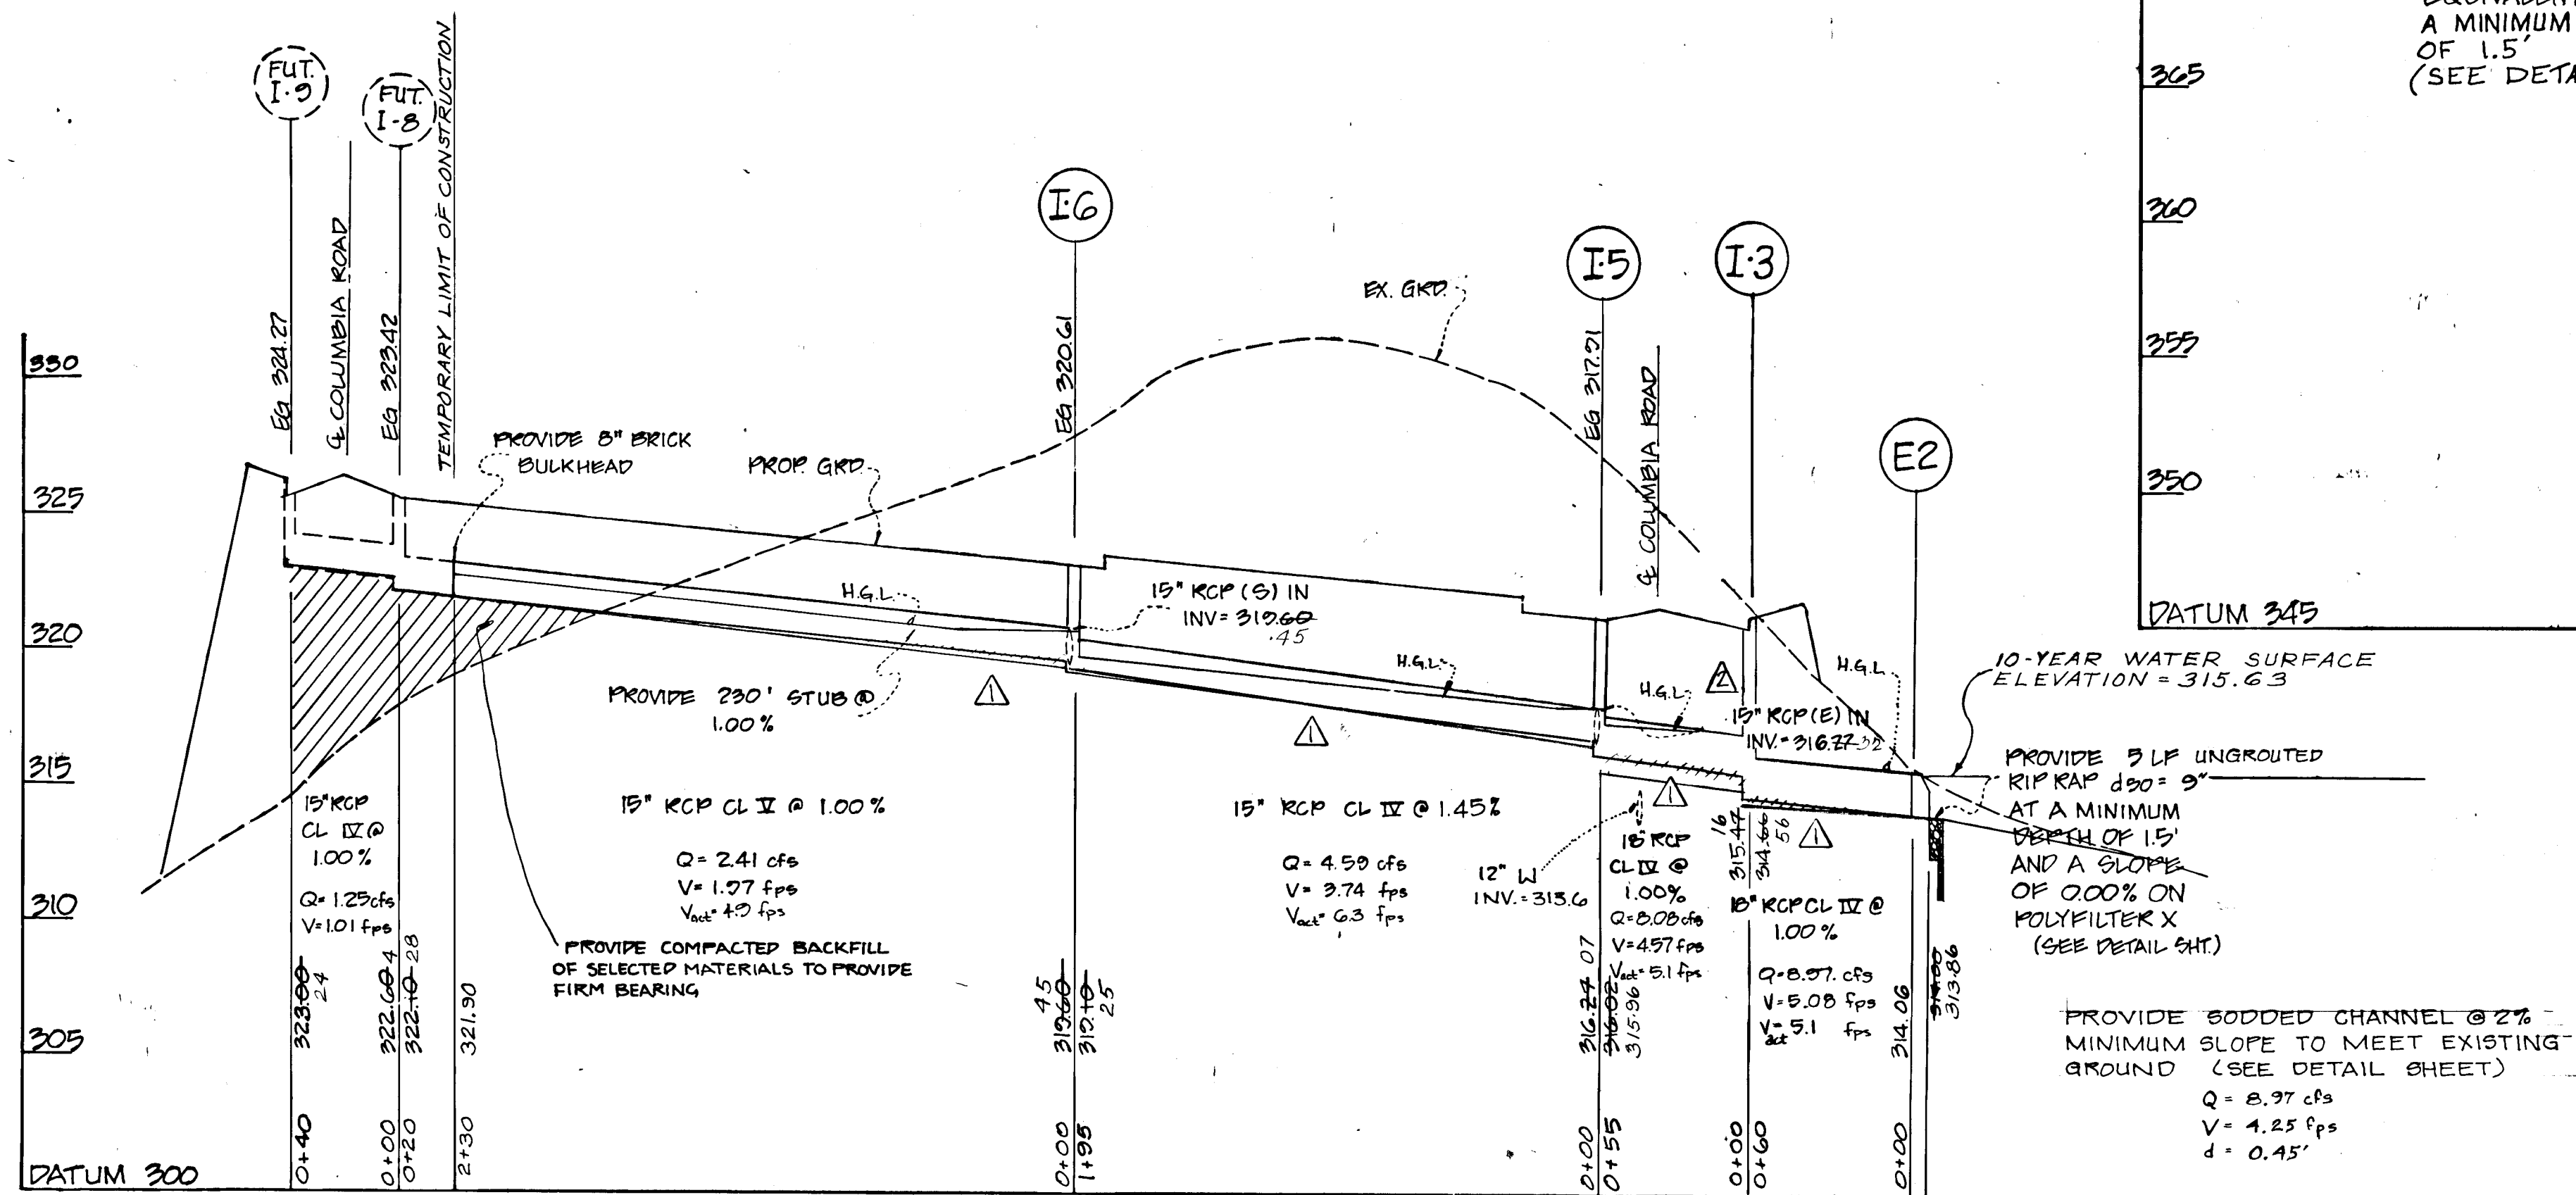 EQUIVALENT
A MINIMUM
OF 1.5'
(SEE DETA
365
360
355
350
DATUM 345
FUT.
I-9
FUT.
I-8
I-6
I-5
I-3
E2
EG 324.27
℄ COLUMBIA ROAD
EG 323.42
TEMPORARY LIMIT OF CONSTRUCTION
EG 320.61
EX. GRD.
EG 317.91
℄ COLUMBIA ROAD
330
325
320
315
310
305
DATUM 300
PROVIDE 8" BRICK
BULKHEAD
PROP. GRD.
H.G.L.
15" RCP (S) IN
INV = 319.60
.45
H.G.L.
H.G.L.
2
H.G.L.
15" RCP (E) IN
INV. = 316.27 32
10-YEAR WATER SURFACE
ELEVATION = 315.63
PROVIDE 230' STUB @
1.00%
1
1
1
1
PROVIDE 5 LF UNGROUTED
RIP RAP d50 = 9"
AT A MINIMUM
DEPTH OF 1.5'
AND A SLOPE
OF 0.00% ON
POLYFILTER X
(SEE DETAIL SHT.)
15" RCP
CL IV @
1.00%
Q = 1.25cfs
V = 1.01 fps
15" RCP CL IV @ 1.00%
Q = 2.41 cfs
V = 1.97 fps
Vact = 4.9 fps
15" RCP CL IV @ 1.45%
Q = 4.59 cfs
V = 3.74 fps
Vact = 6.3 fps
12" W
INV. = 313.6
18" RCP
CL IV @
1.00%
Q = 8.08 cfs
V = 4.57 fps
Vact = 5.1 fps
18" RCP CL IV @
1.00%
Q = 8.97 cfs
V = 5.08 fps
Vact = 5.1 fps
PROVIDE COMPACTED BACKFILL
OF SELECTED MATERIALS TO PROVIDE
FIRM BEARING
PROVIDE SODDED CHANNEL @ 2%
MINIMUM SLOPE TO MEET EXISTING
GROUND (SEE DETAIL SHEET)
Q = 8.97 cfs
V = 4.25 fps
d = 0.45'
323.00
24
322.60 4
322.10 28
321.90
319.60
45
319.10
25
316.24 07
316.02
315.96
315.47
16
314.66
56
314.06
314.00
313.86
0+40
0+00
0+20
2+30
0+00
1+95
0+00
0+55
0+00
0+60
0+00